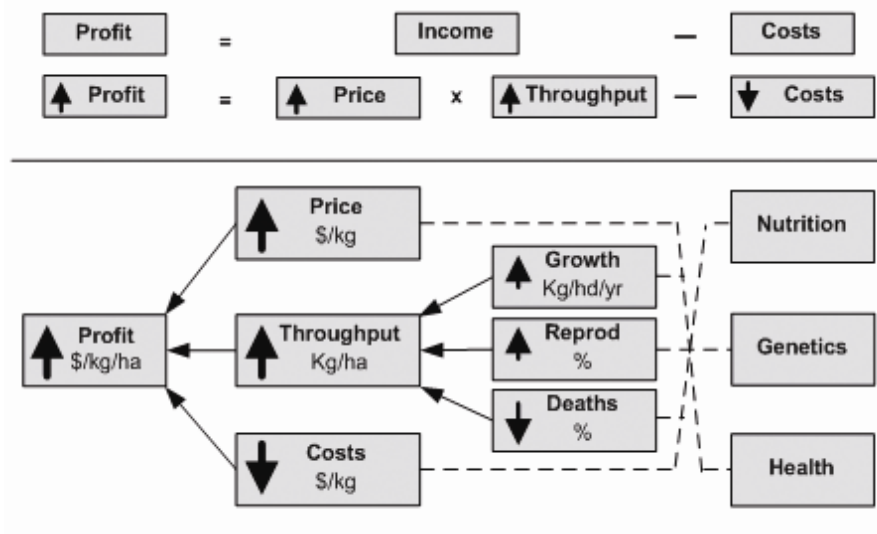 Profit = Income — Costs
Profit = Price x Throughput — Costs
Price
$/kg
Nutrition
Growth
Kg/hd/yr
Profit
$/kg/ha
Throughput
Kg/ha
Reprod
%
Genetics
Deaths
%
Costs
$/kg
Health